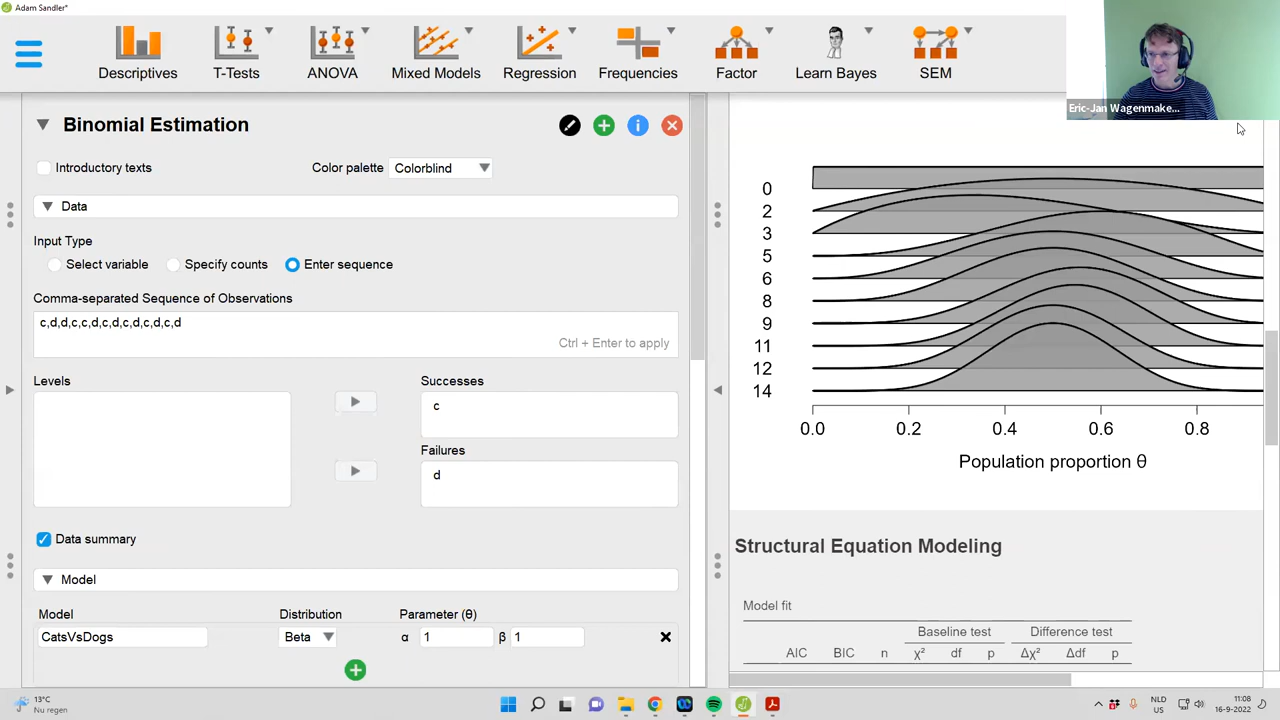 Adam Sandler*
Descriptives
T-Tests
ANOVA
Mixed Models
Regression
Frequencies
Factor
Learn Bayes
SEM
Eric-Jan Wagenmake...
Binomial Estimation
Introductory texts
Color palette
Colorblind
Data
Input Type
Select variable
Specify counts
Enter sequence
Comma-separated Sequence of Observations
c,d,d,c,c,d,c,d,c,d,c,d,c,d
Ctrl + Enter to apply
Levels
Successes
c
Failures
d
Data summary
Model
Model
Distribution
Parameter (θ)
CatsVsDogs
Beta
α
1
β
1
0
2
3
5
6
8
9
11
12
14
0.0
0.2
0.4
0.6
0.8
Population proportion θ
Structural Equation Modeling
Model fit
Baseline test
Difference test
AIC
BIC
n
χ²
df
p
Δχ²
Δdf
p
13°C
Nu regen
NLD
US
11:08
16-9-2022